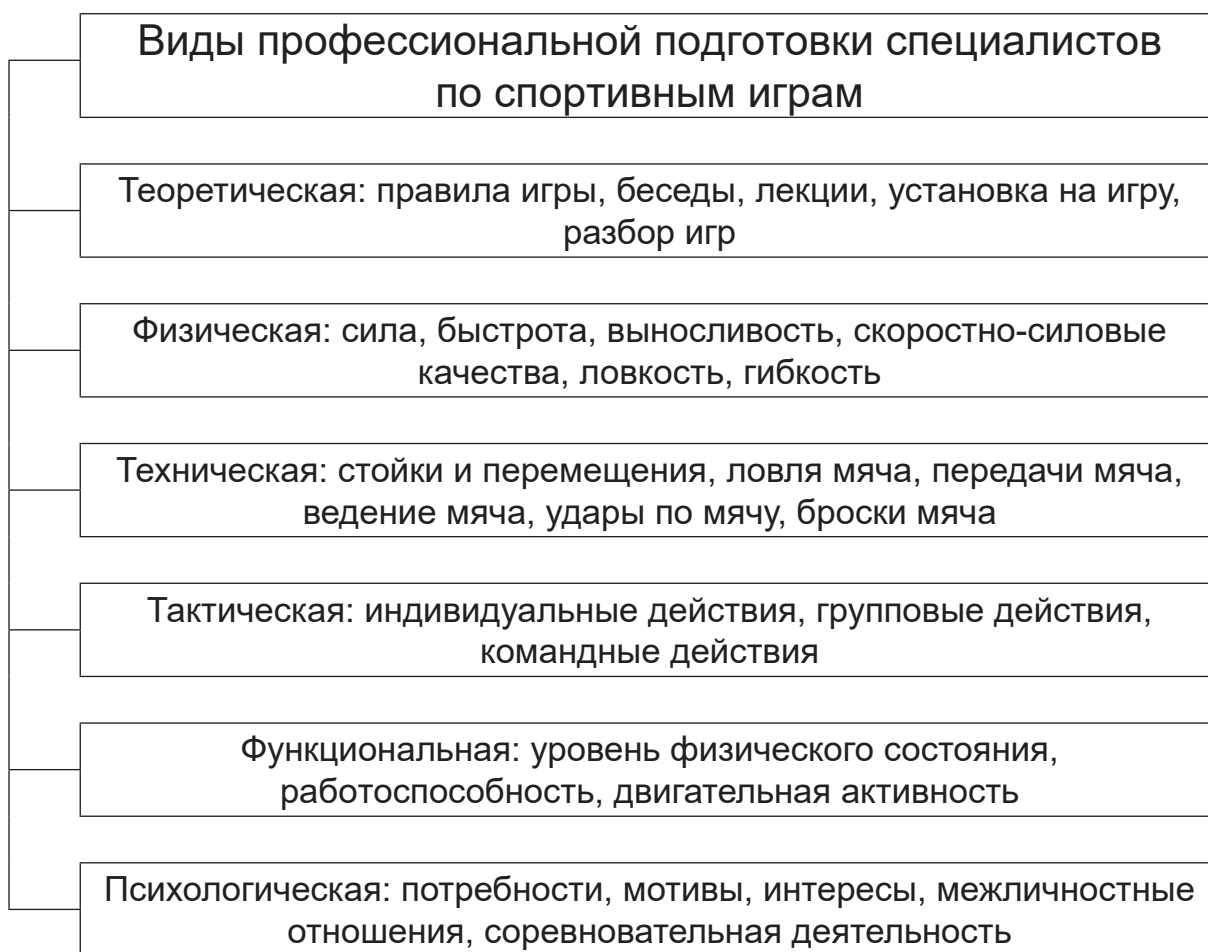 Виды профессиональной подготовки специалистов
по спортивным играм
Теоретическая: правила игры, беседы, лекции, установка на игру,
разбор игр
Физическая: сила, быстрота, выносливость, скоростно-силовые
качества, ловкость, гибкость
Техническая: стойки и перемещения, ловля мяча, передачи мяча,
ведение мяча, удары по мячу, броски мяча
Тактическая: индивидуальные действия, групповые действия,
командные действия
Функциональная: уровень физического состояния,
работоспособность, двигательная активность
Психологическая: потребности, мотивы, интересы, межличностные
отношения, соревновательная деятельность